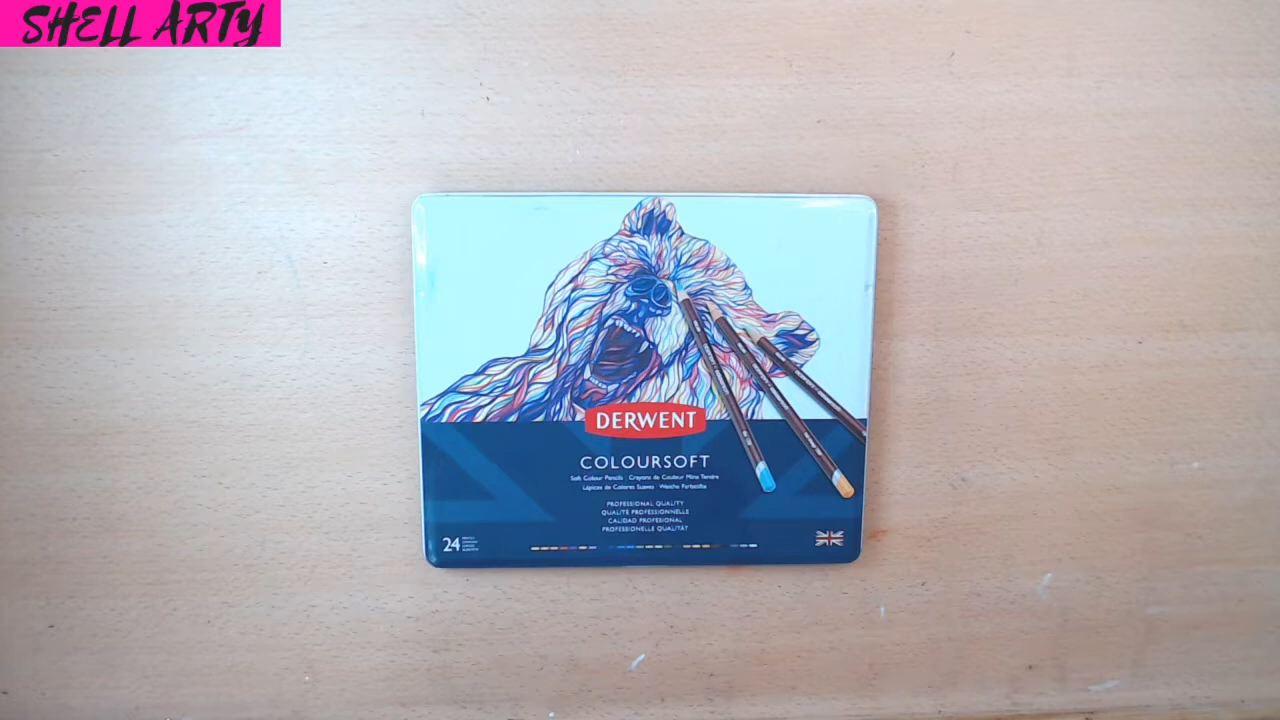 SHELL ARTY
DERWENT
COLOURSOFT
Soft Colour Pencils Crayons de Couleur Mine Tendre
Lápices de Colores Suaves Weiche Farbstifte
PROFESSIONAL QUALITY
QUALITÉ PROFESSIONNELLE
CALIDAD PROFESIONAL
PROFESSIONELLE QUALITÄT
24